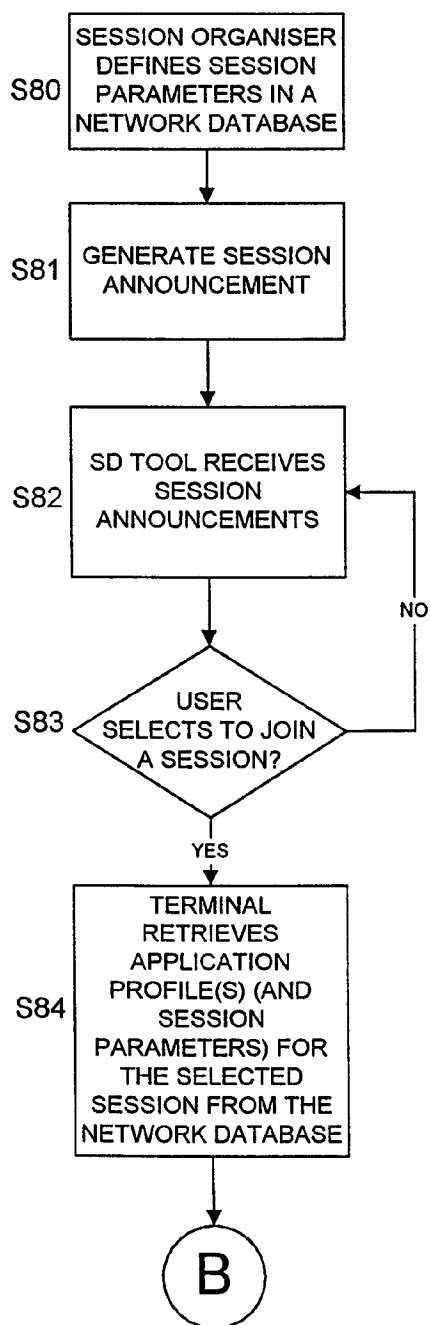 SESSION ORGANISER
DEFINES SESSION
PARAMETERS IN A
NETWORK DATABASE
S80
GENERATE SESSION
ANNOUNCEMENT
S81
SD TOOL RECEIVES
SESSION
ANNOUNCEMENTS
S82
NO
USER
SELECTS TO JOIN
A SESSION?
S83
YES
TERMINAL
RETRIEVES
APPLICATION
PROFILE(S) (AND
SESSION
PARAMETERS) FOR
THE SELECTED
SESSION FROM THE
NETWORK DATABASE
S84
B